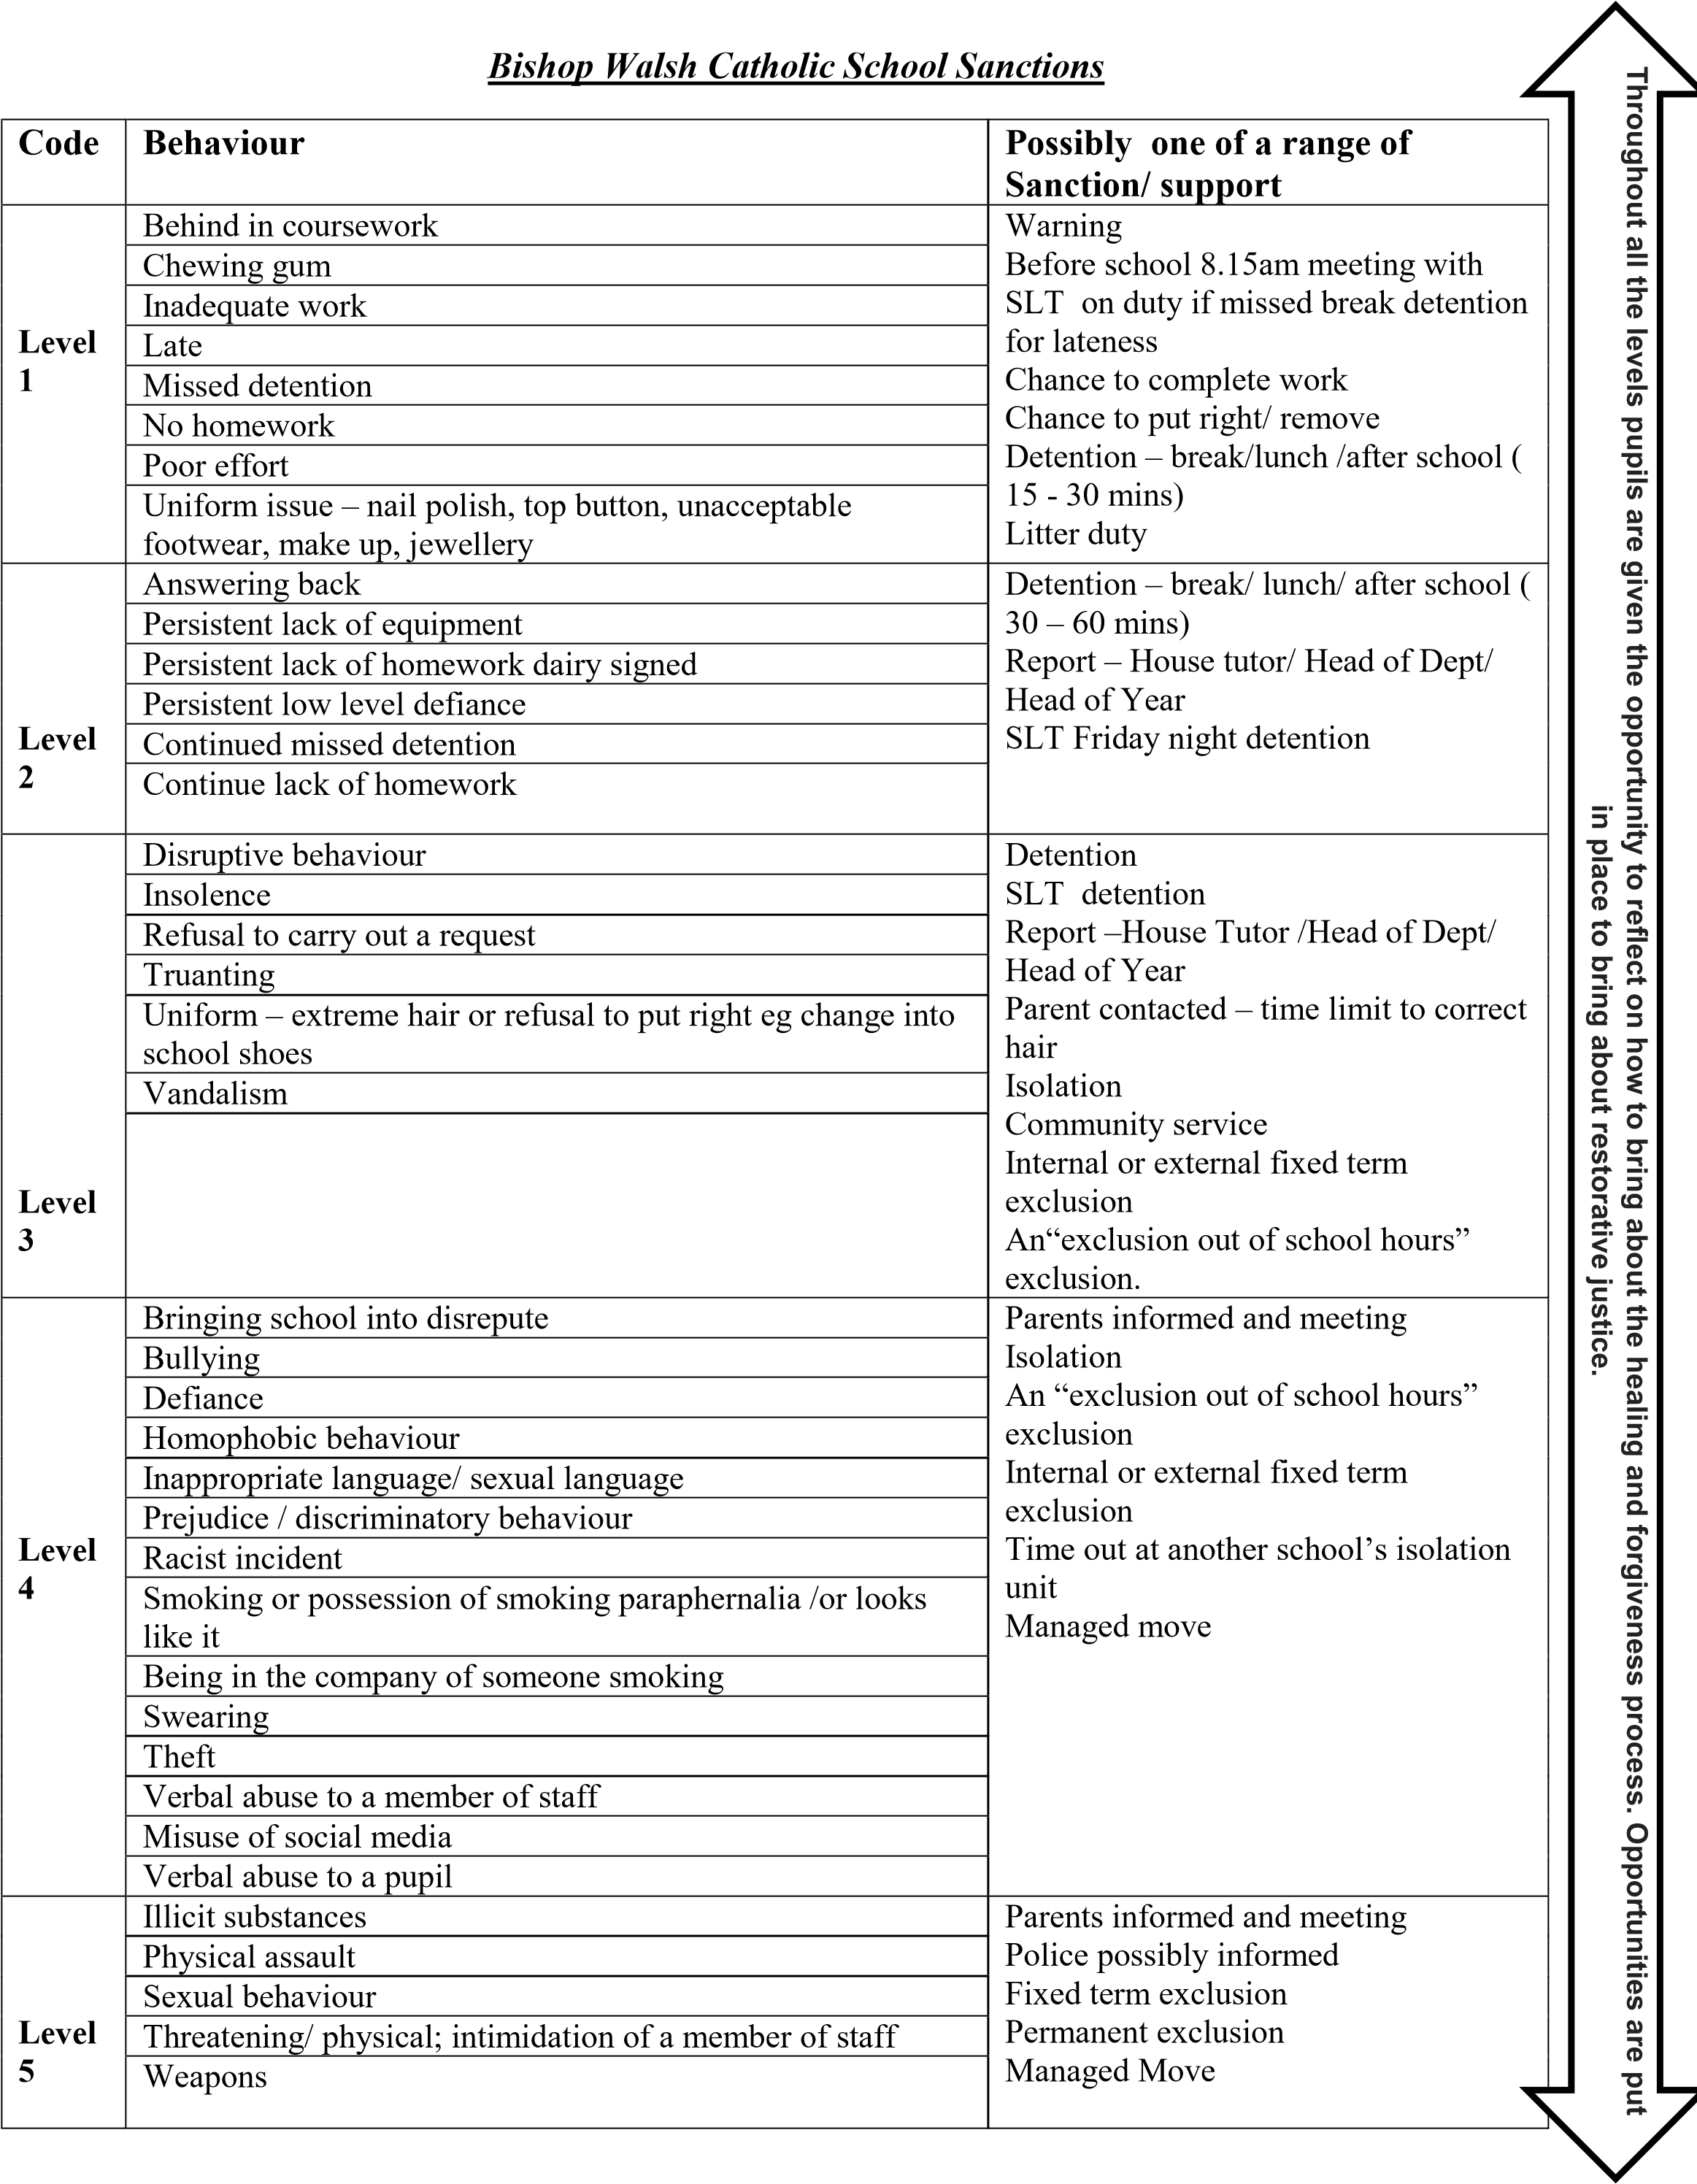 Bishop Walsh Catholic School Sanctions
Code
Behaviour
Possibly  one of a range of
Sanction/ support
Level
1
Behind in coursework
Chewing gum
Inadequate work
Late
Missed detention
No homework
Poor effort
Uniform issue – nail polish, top button, unacceptable
footwear, make up, jewellery
Warning
Before school 8.15am meeting with
SLT  on duty if missed break detention
for lateness
Chance to complete work
Chance to put right/ remove
Detention – break/lunch /after school (
15 - 30 mins)
Litter duty
Level
2
Answering back
Persistent lack of equipment
Persistent lack of homework dairy signed
Persistent low level defiance
Continued missed detention
Continue lack of homework
Detention – break/ lunch/ after school (
30 – 60 mins)
Report – House tutor/ Head of Dept/
Head of Year
SLT Friday night detention
Level
3
Disruptive behaviour
Insolence
Refusal to carry out a request
Truanting
Uniform – extreme hair or refusal to put right eg change into
school shoes
Vandalism
Detention
SLT  detention
Report –House Tutor /Head of Dept/
Head of Year
Parent contacted – time limit to correct
hair
Isolation
Community service
Internal or external fixed term
exclusion
An“exclusion out of school hours”
exclusion.
Level
4
Bringing school into disrepute
Bullying
Defiance
Homophobic behaviour
Inappropriate language/ sexual language
Prejudice / discriminatory behaviour
Racist incident
Smoking or possession of smoking paraphernalia /or looks
like it
Being in the company of someone smoking
Swearing
Theft
Verbal abuse to a member of staff
Misuse of social media
Verbal abuse to a pupil
Parents informed and meeting
Isolation
An “exclusion out of school hours”
exclusion
Internal or external fixed term
exclusion
Time out at another school’s isolation
unit
Managed move
Level
5
Illicit substances
Physical assault
Sexual behaviour
Threatening/ physical; intimidation of a member of staff
Weapons
Parents informed and meeting
Police possibly informed
Fixed term exclusion
Permanent exclusion
Managed Move
Throughout all the levels pupils are given the opportunity to reflect on how to bring about the healing and forgiveness process. Opportunities are put
in place to bring about restorative justice.